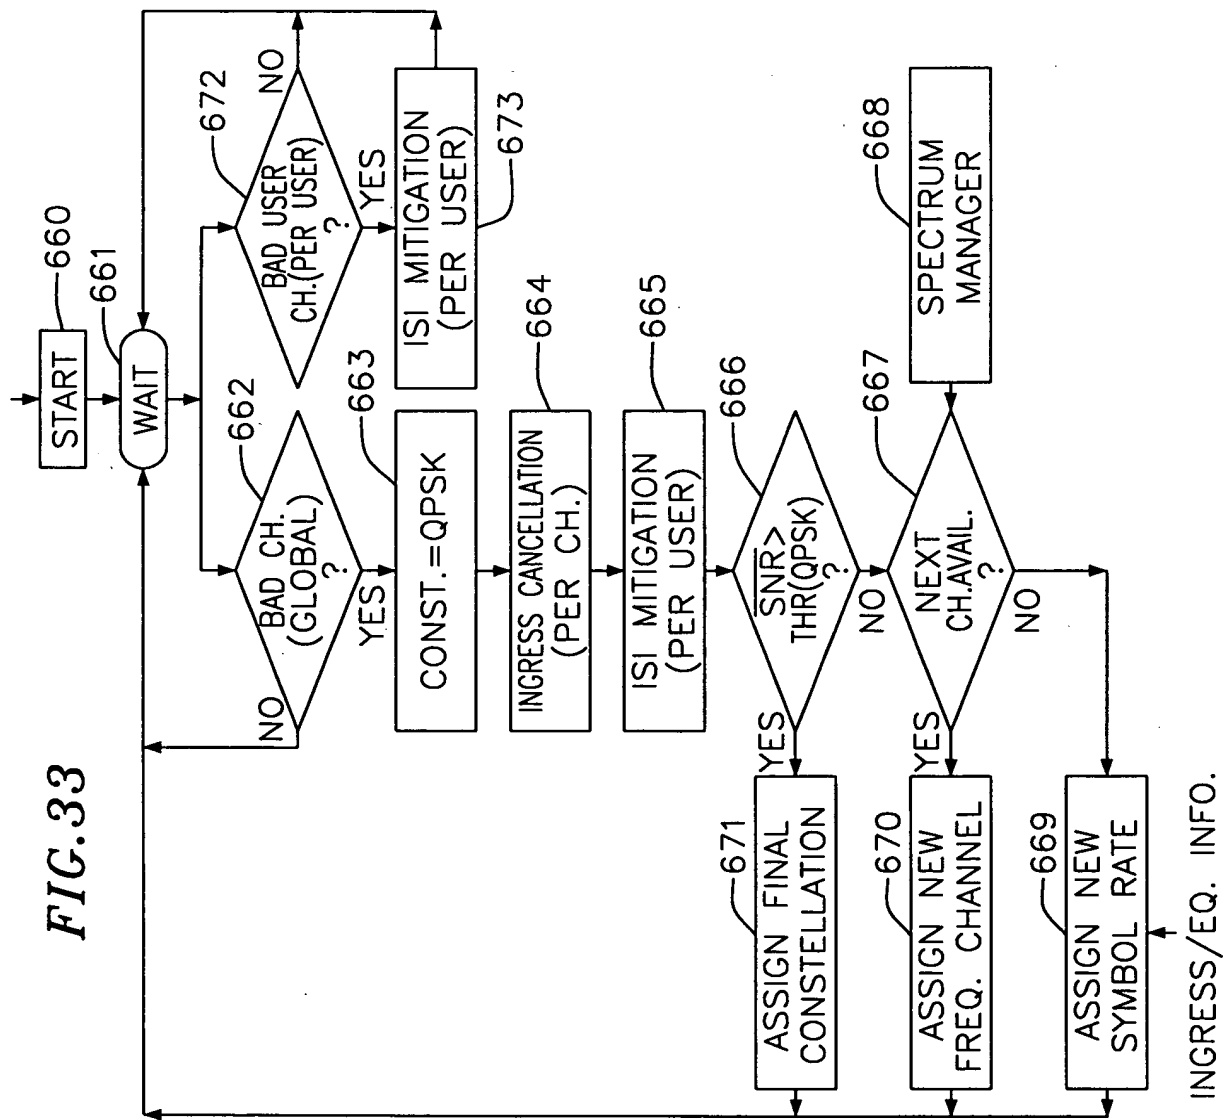 FIG.33
START
660
WAIT
661
BAD CH.
(GLOBAL)
?
662
NO
YES
BAD USER
CH.(PER USER)
?
672
NO
YES
CONST.=QPSK
663
ISI MITIGATION
(PER USER)
673
INGRESS CANCELLATION
(PER CH.)
664
ISI MITIGATION
(PER USER)
665
SNR>
THR(QPSK)
?
666
YES
NO
ASSIGN FINAL
CONSTELLATION
671
NEXT
CH.AVAIL.
?
667
YES
NO
SPECTRUM
MANAGER
668
ASSIGN NEW
FREQ. CHANNEL
670
ASSIGN NEW
SYMBOL RATE
669
INGRESS/EQ. INFO.